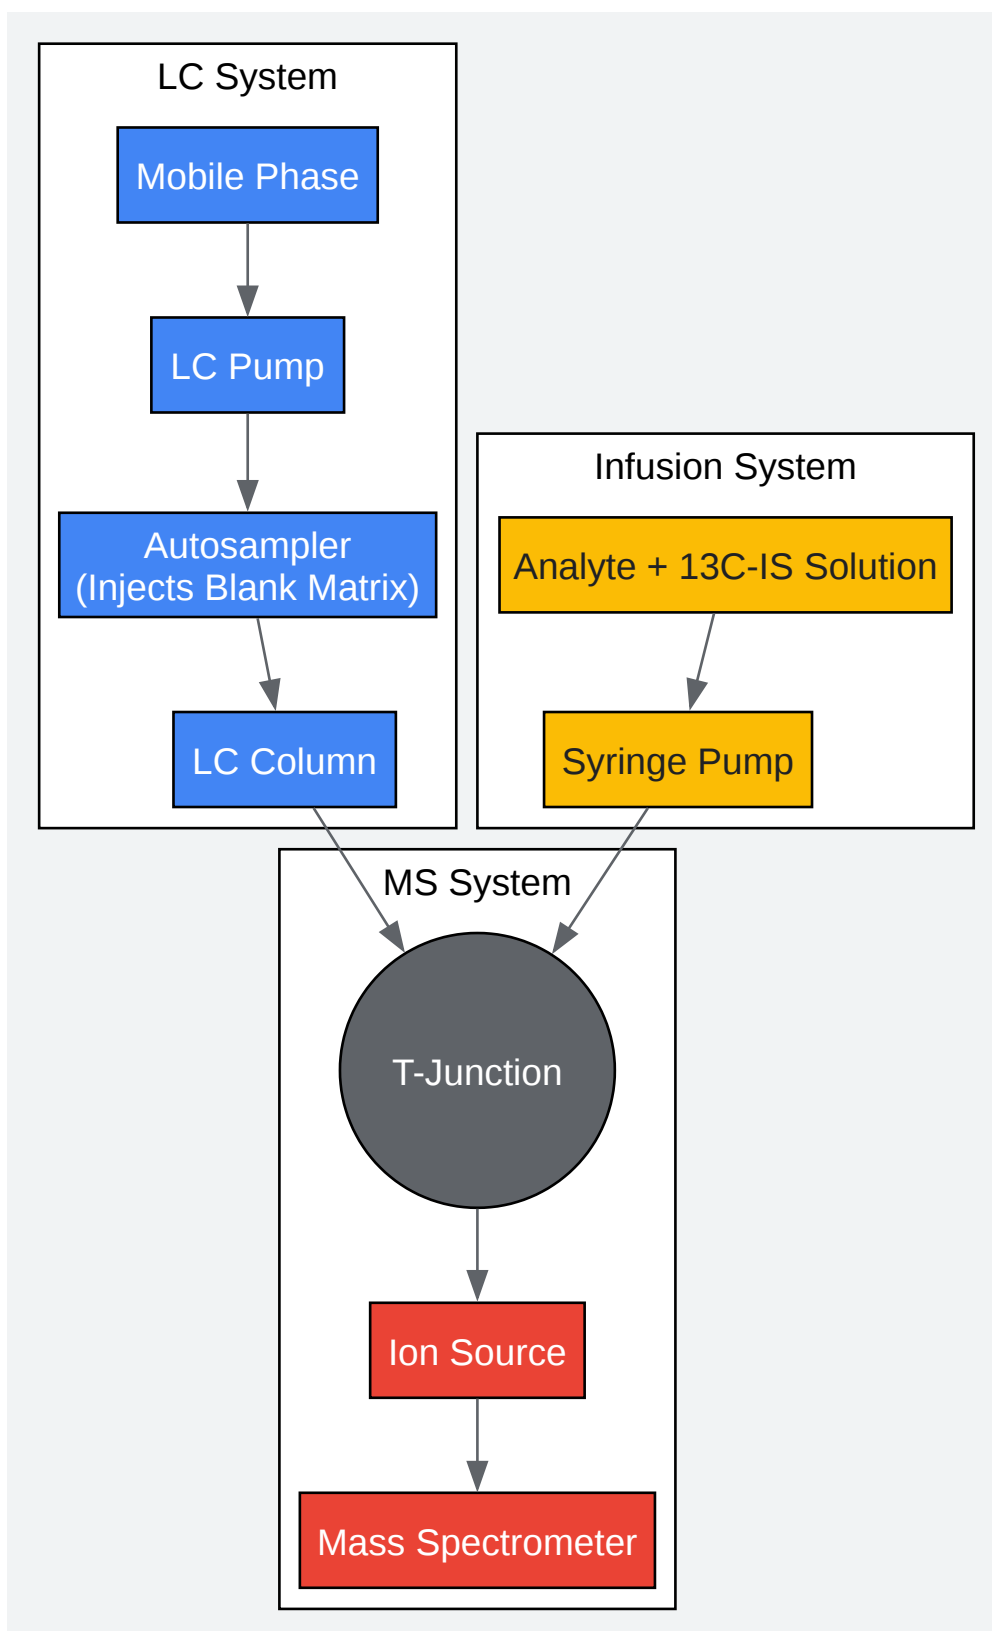 LC System
Mobile Phase
LC Pump
Autosampler
(Injects Blank Matrix)
LC Column
Infusion System
Analyte + 13C-IS Solution
Syringe Pump
MS System
T-Junction
Ion Source
Mass Spectrometer